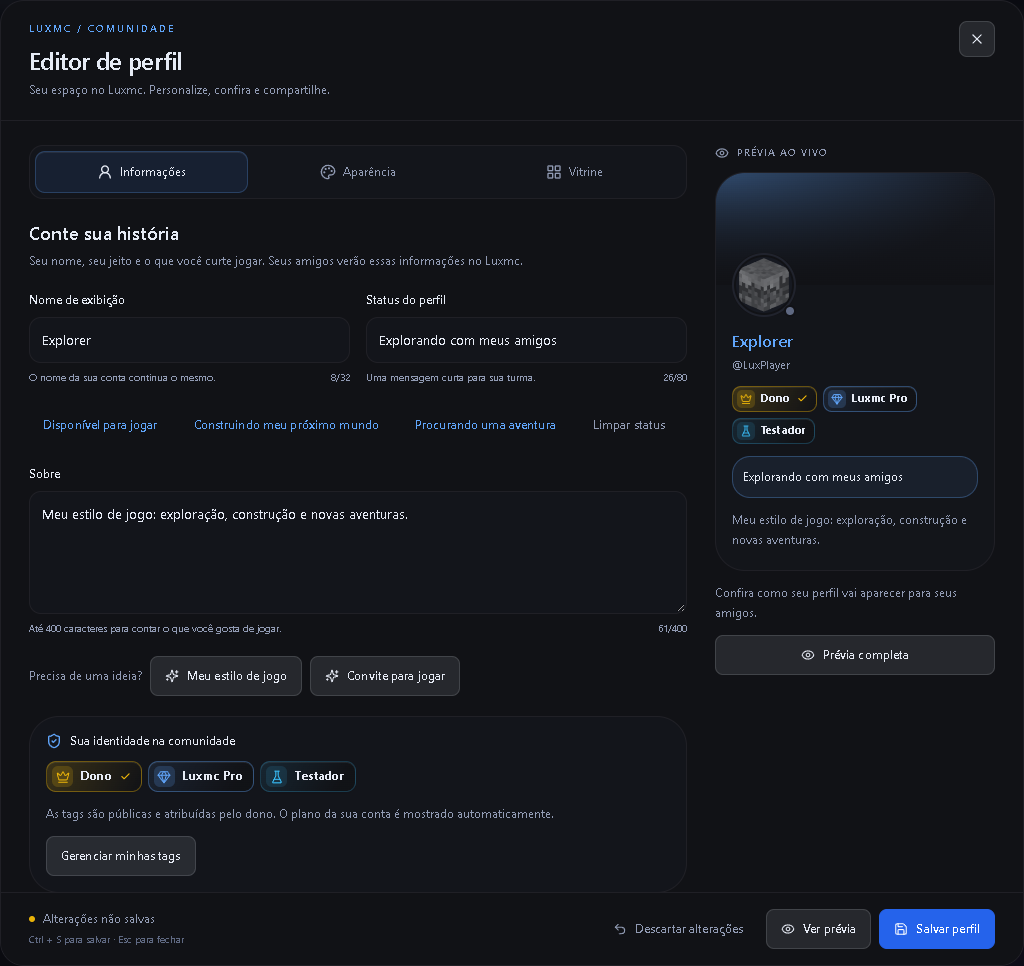 LUXMC / COMUNIDADE
Editor de perfil
Seu espaço no Luxmc. Personalize, confira e compartilhe.
Informações
Aparência
Vitrine
Conte sua história
Seu nome, seu jeito e o que você curte jogar. Seus amigos verão essas informações no Luxmc.
Nome de exibição
Status do perfil
Explorer
Explorando com meus amigos
O nome da sua conta continua o mesmo.
8/32
Uma mensagem curta para sua turma.
26/80
Disponível para jogar
Construindo meu próximo mundo
Procurando uma aventura
Limpar status
Sobre
Meu estilo de jogo: exploração, construção e novas aventuras.
Até 400 caracteres para contar o que você gosta de jogar.
61/400
Precisa de uma ideia?
Meu estilo de jogo
Convite para jogar
Sua identidade na comunidade
Dono
Luxmc Pro
Testador
As tags são públicas e atribuídas pelo dono. O plano da sua conta é mostrado automaticamente.
Gerenciar minhas tags
PRÉVIA AO VIVO
Explorer
@LuxPlayer
Dono
Luxmc Pro
Testador
Explorando com meus amigos
Meu estilo de jogo: exploração, construção e
novas aventuras.
Confira como seu perfil vai aparecer para seus
amigos.
Prévia completa
Alterações não salvas
Ctrl + S para salvar · Esc para fechar
Descartar alterações
Ver prévia
Salvar perfil